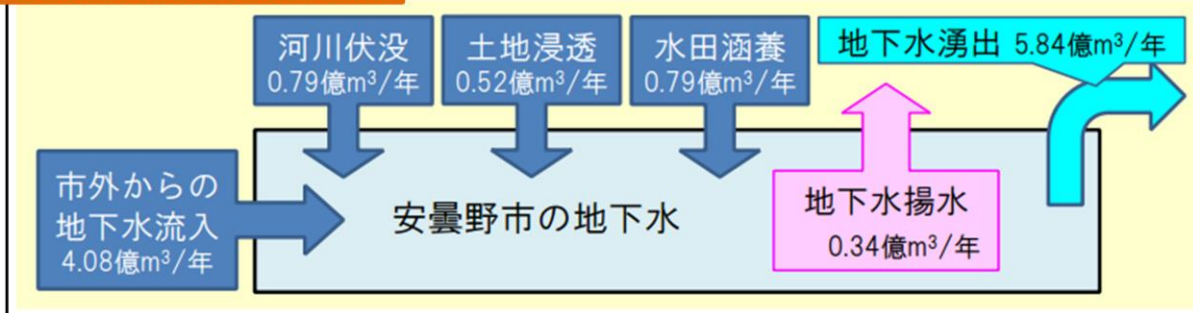 河川伏没
0.79億m³/年
土地浸透
0.52億m³/年
水田涵養
0.79億m³/年
地下水湧出 5.84億m³/年
市外からの
地下水流入
4.08億m³/年
安曇野市の地下水
地下水揚水
0.34億m³/年